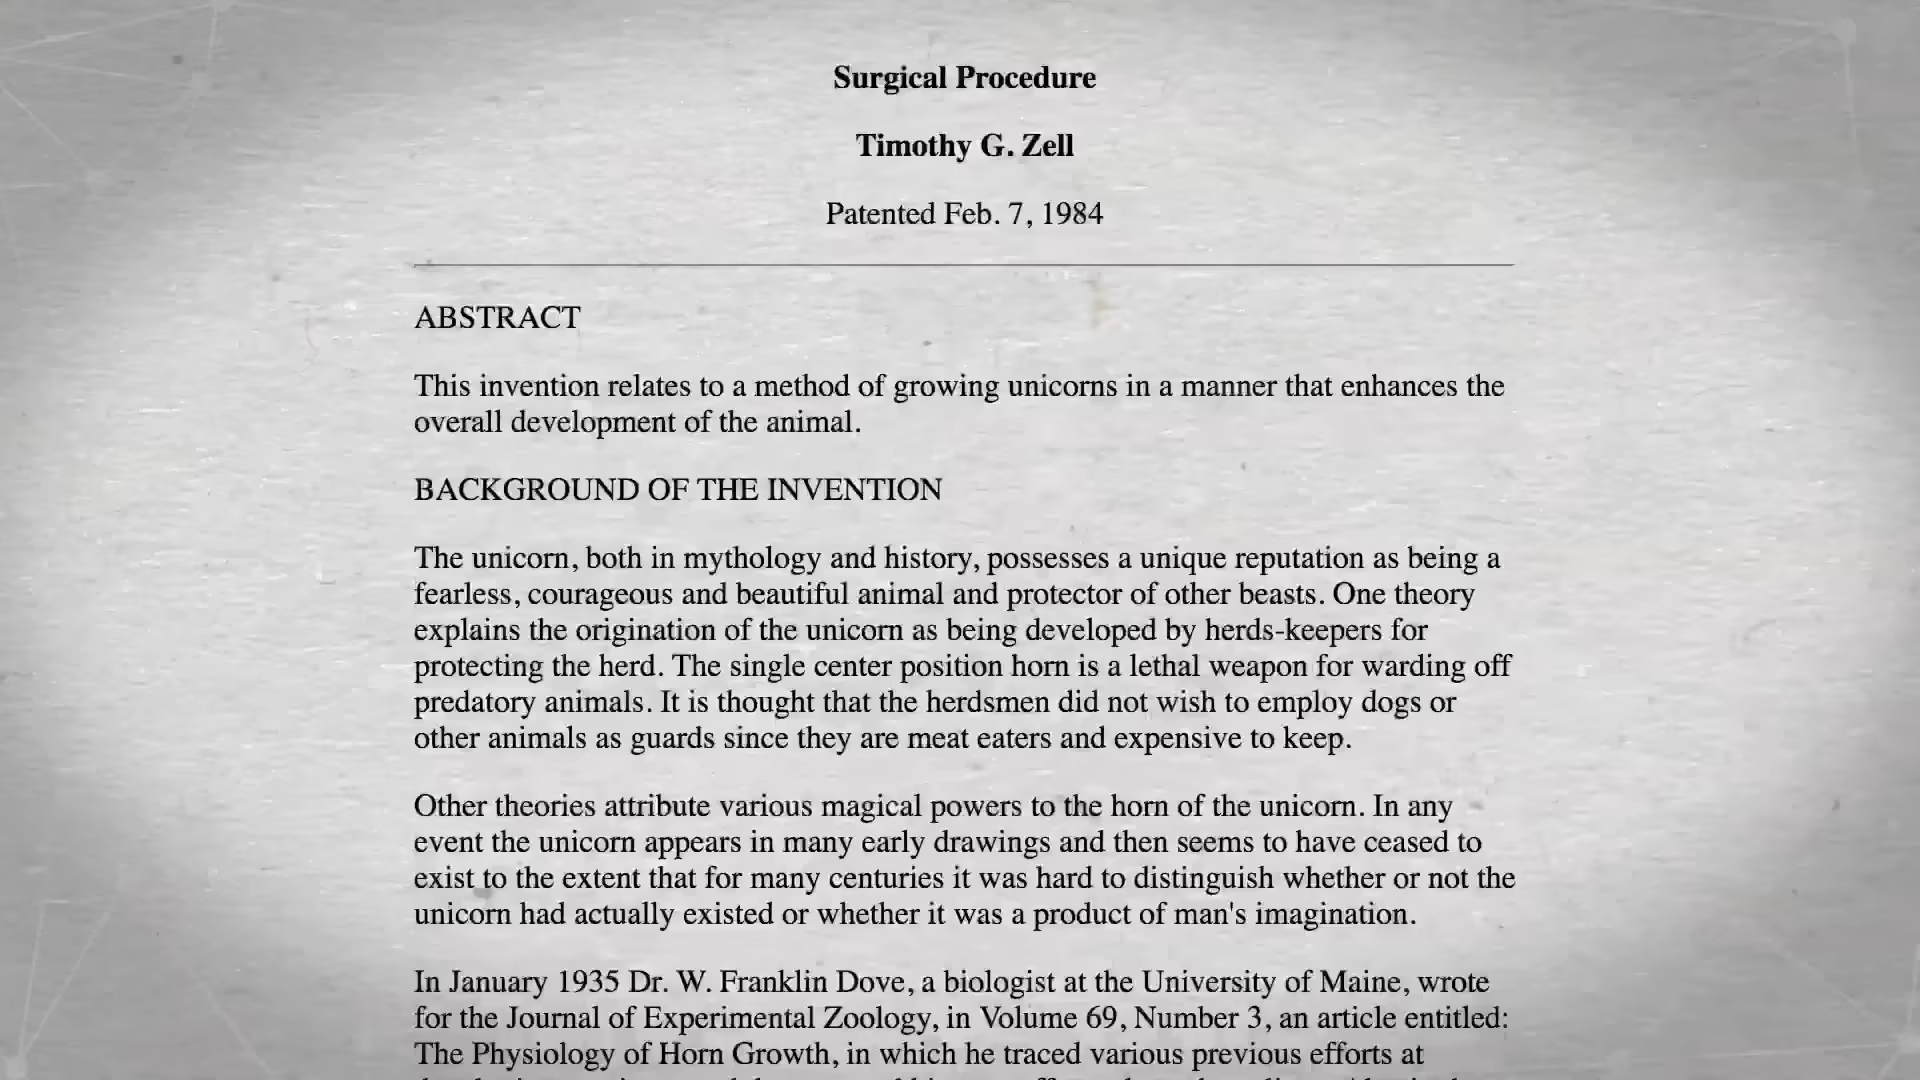 Surgical Procedure
Timothy G. Zell
Patented Feb. 7, 1984
ABSTRACT
This invention relates to a method of growing unicorns in a manner that enhances the
overall development of the animal.
BACKGROUND OF THE INVENTION
The unicorn, both in mythology and history, possesses a unique reputation as being a
fearless, courageous and beautiful animal and protector of other beasts. One theory
explains the origination of the unicorn as being developed by herds-keepers for
protecting the herd. The single center position horn is a lethal weapon for warding off
predatory animals. It is thought that the herdsmen did not wish to employ dogs or
other animals as guards since they are meat eaters and expensive to keep.
Other theories attribute various magical powers to the horn of the unicorn. In any
event the unicorn appears in many early drawings and then seems to have ceased to
exist to the extent that for many centuries it was hard to distinguish whether or not the
unicorn had actually existed or whether it was a product of man's imagination.
In January 1935 Dr. W. Franklin Dove, a biologist at the University of Maine, wrote
for the Journal of Experimental Zoology, in Volume 69, Number 3, an article entitled:
The Physiology of Horn Growth, in which he traced various previous efforts at